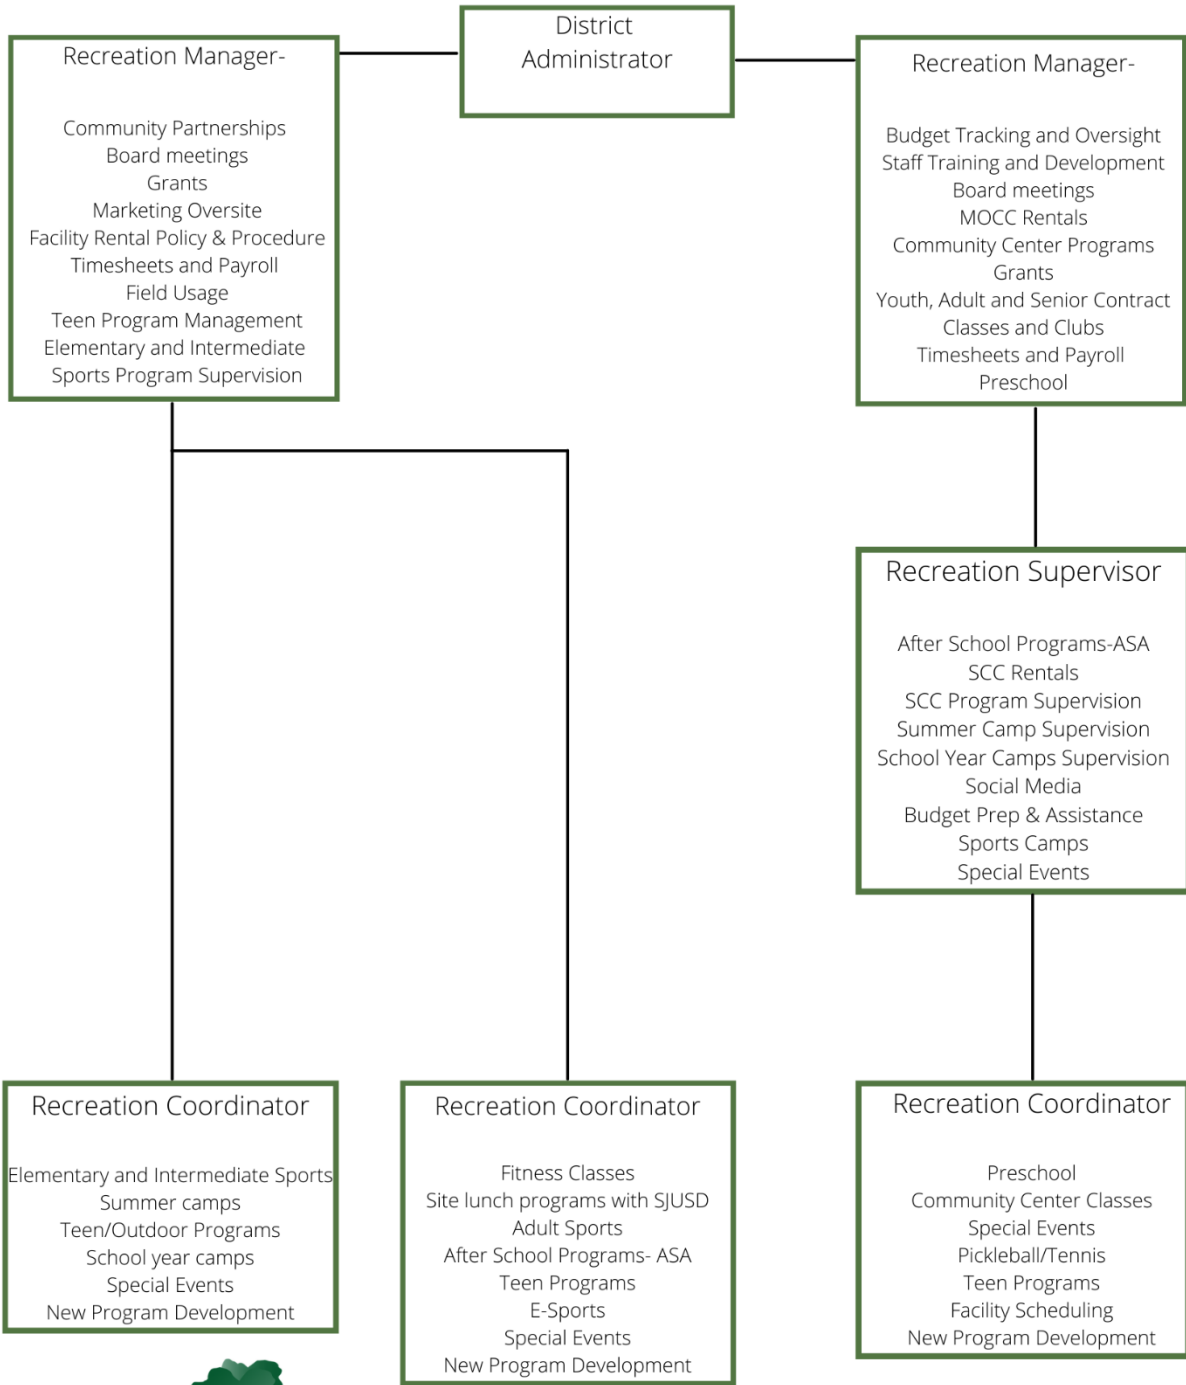 District
Administrator
Recreation Manager-
Community Partnerships
Board meetings
Grants
Marketing Oversite
Facility Rental Policy & Procedure
Timesheets and Payroll
Field Usage
Teen Program Management
Elementary and Intermediate
Sports Program Supervision
Recreation Manager-
Budget Tracking and Oversight
Staff Training and Development
Board meetings
MOCC Rentals
Community Center Programs
Grants
Youth, Adult and Senior Contract
Classes and Clubs
Timesheets and Payroll
Preschool
Recreation Supervisor
After School Programs-ASA
SCC Rentals
SCC Program Supervision
Summer Camp Supervision
School Year Camps Supervision
Social Media
Budget Prep & Assistance
Sports Camps
Special Events
Recreation Coordinator
Elementary and Intermediate Sports
Summer camps
Teen/Outdoor Programs
School year camps
Special Events
New Program Development
Recreation Coordinator
Fitness Classes
Site lunch programs with SJUSD
Adult Sports
After School Programs- ASA
Teen Programs
E-Sports
Special Events
New Program Development
Recreation Coordinator
Preschool
Community Center Classes
Special Events
Pickleball/Tennis
Teen Programs
Facility Scheduling
New Program Development